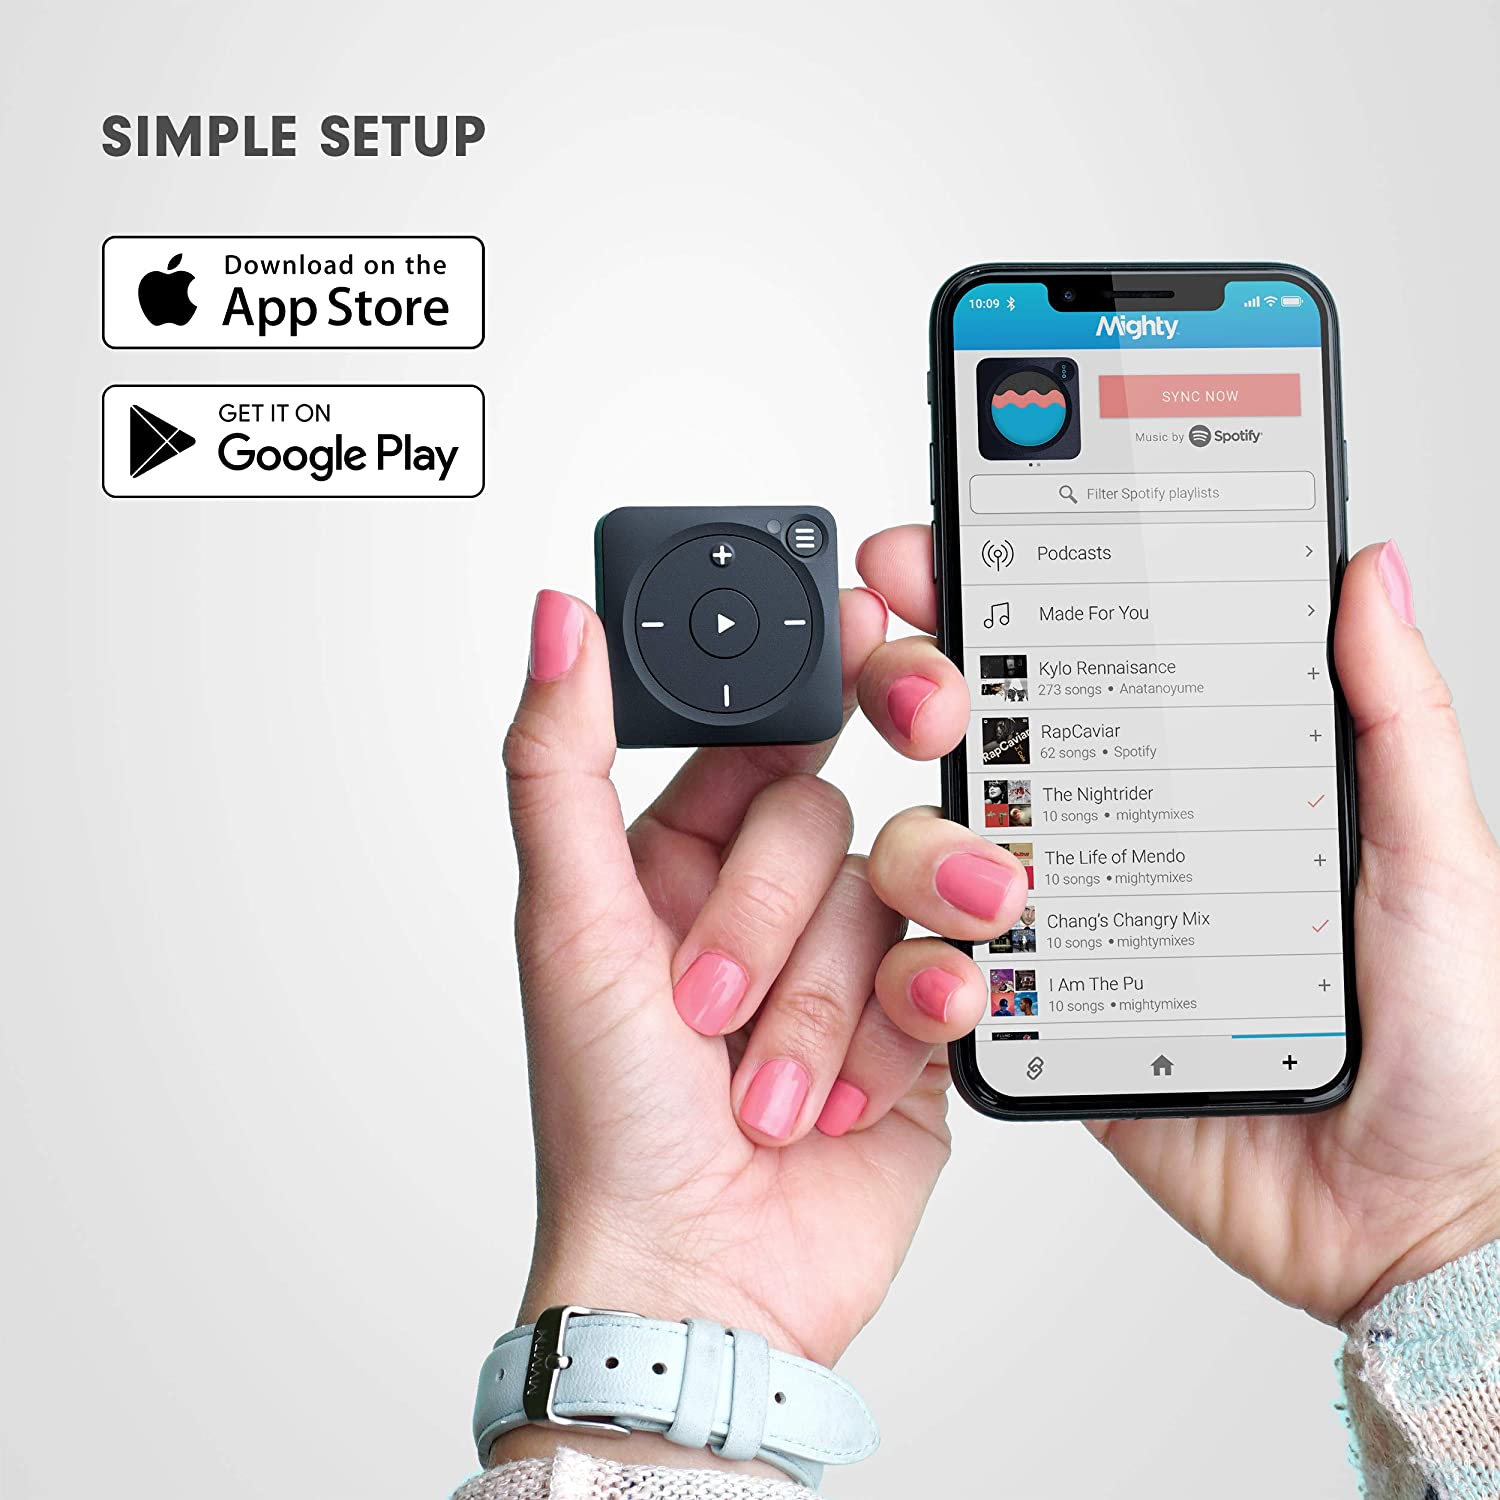 SIMPLE SETUP
Download on the
App Store
GET IT ON
Google Play
10:09
Mighty
SYNC NOW
Music by Spotify
Filter Spotify playlists
Podcasts
Made For You
Kylo Rennaisance
273 songs • Anatanoyume
RapCaviar
62 songs • Spotify
RapCaviar
The Nightrider
10 songs • mightymixes
The Life of Mendo
10 songs • mightymixes
Chang's Changry Mix
10 songs • mightymixes
I Am The Pu
10 songs • mightymixes
MVMTH